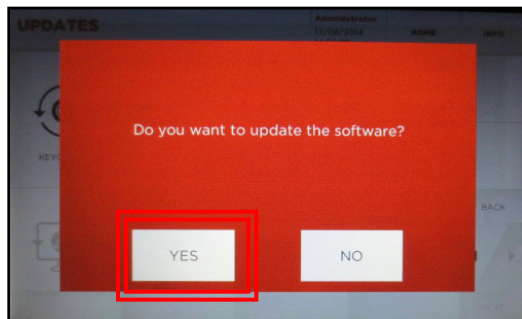 UPDATES
Administrator
HOME
INFO
Do you want to update the software?
BACK
YES
NO